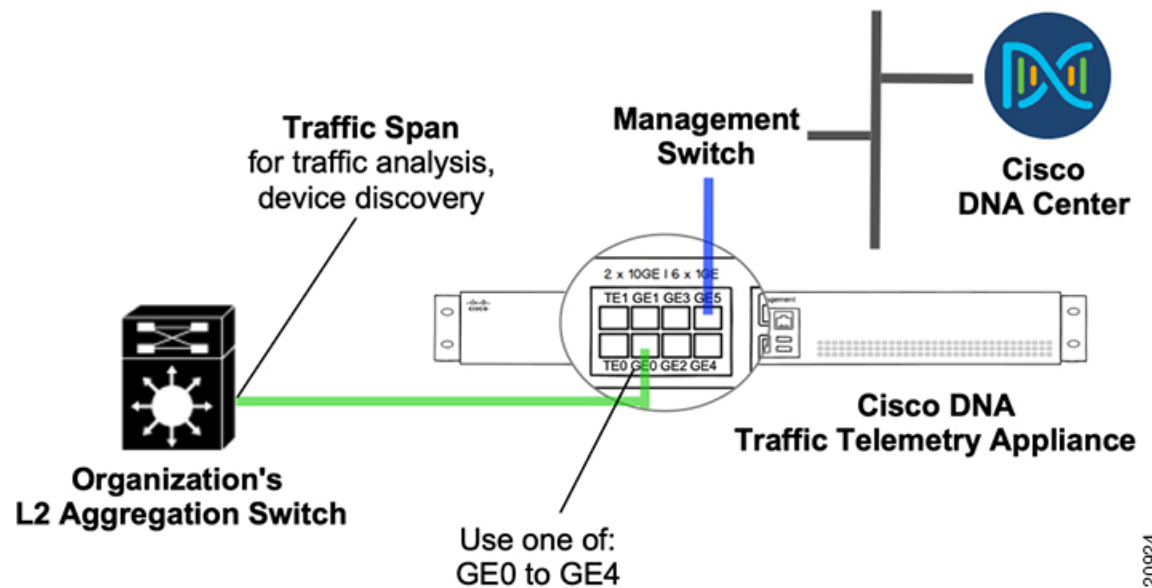 Traffic Span
for traffic analysis,
device discovery
Management
Switch
Cisco
DNA Center
2 x 10GE | 6 x 1GE
TE1 GE1 GE3 GE5
TE0 GE0 GE2 GE4
cisco
Cisco DNA
Traffic Telemetry Appliance
Organization's
L2 Aggregation Switch
Use one of:
GE0 to GE4